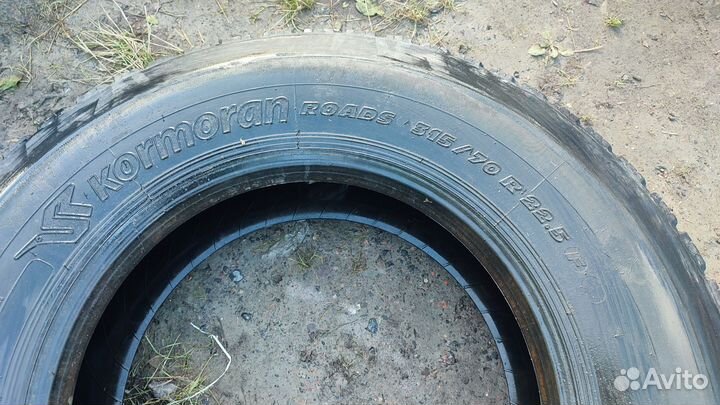 Kormoran ROADS 315/70 R 22.5
Avito